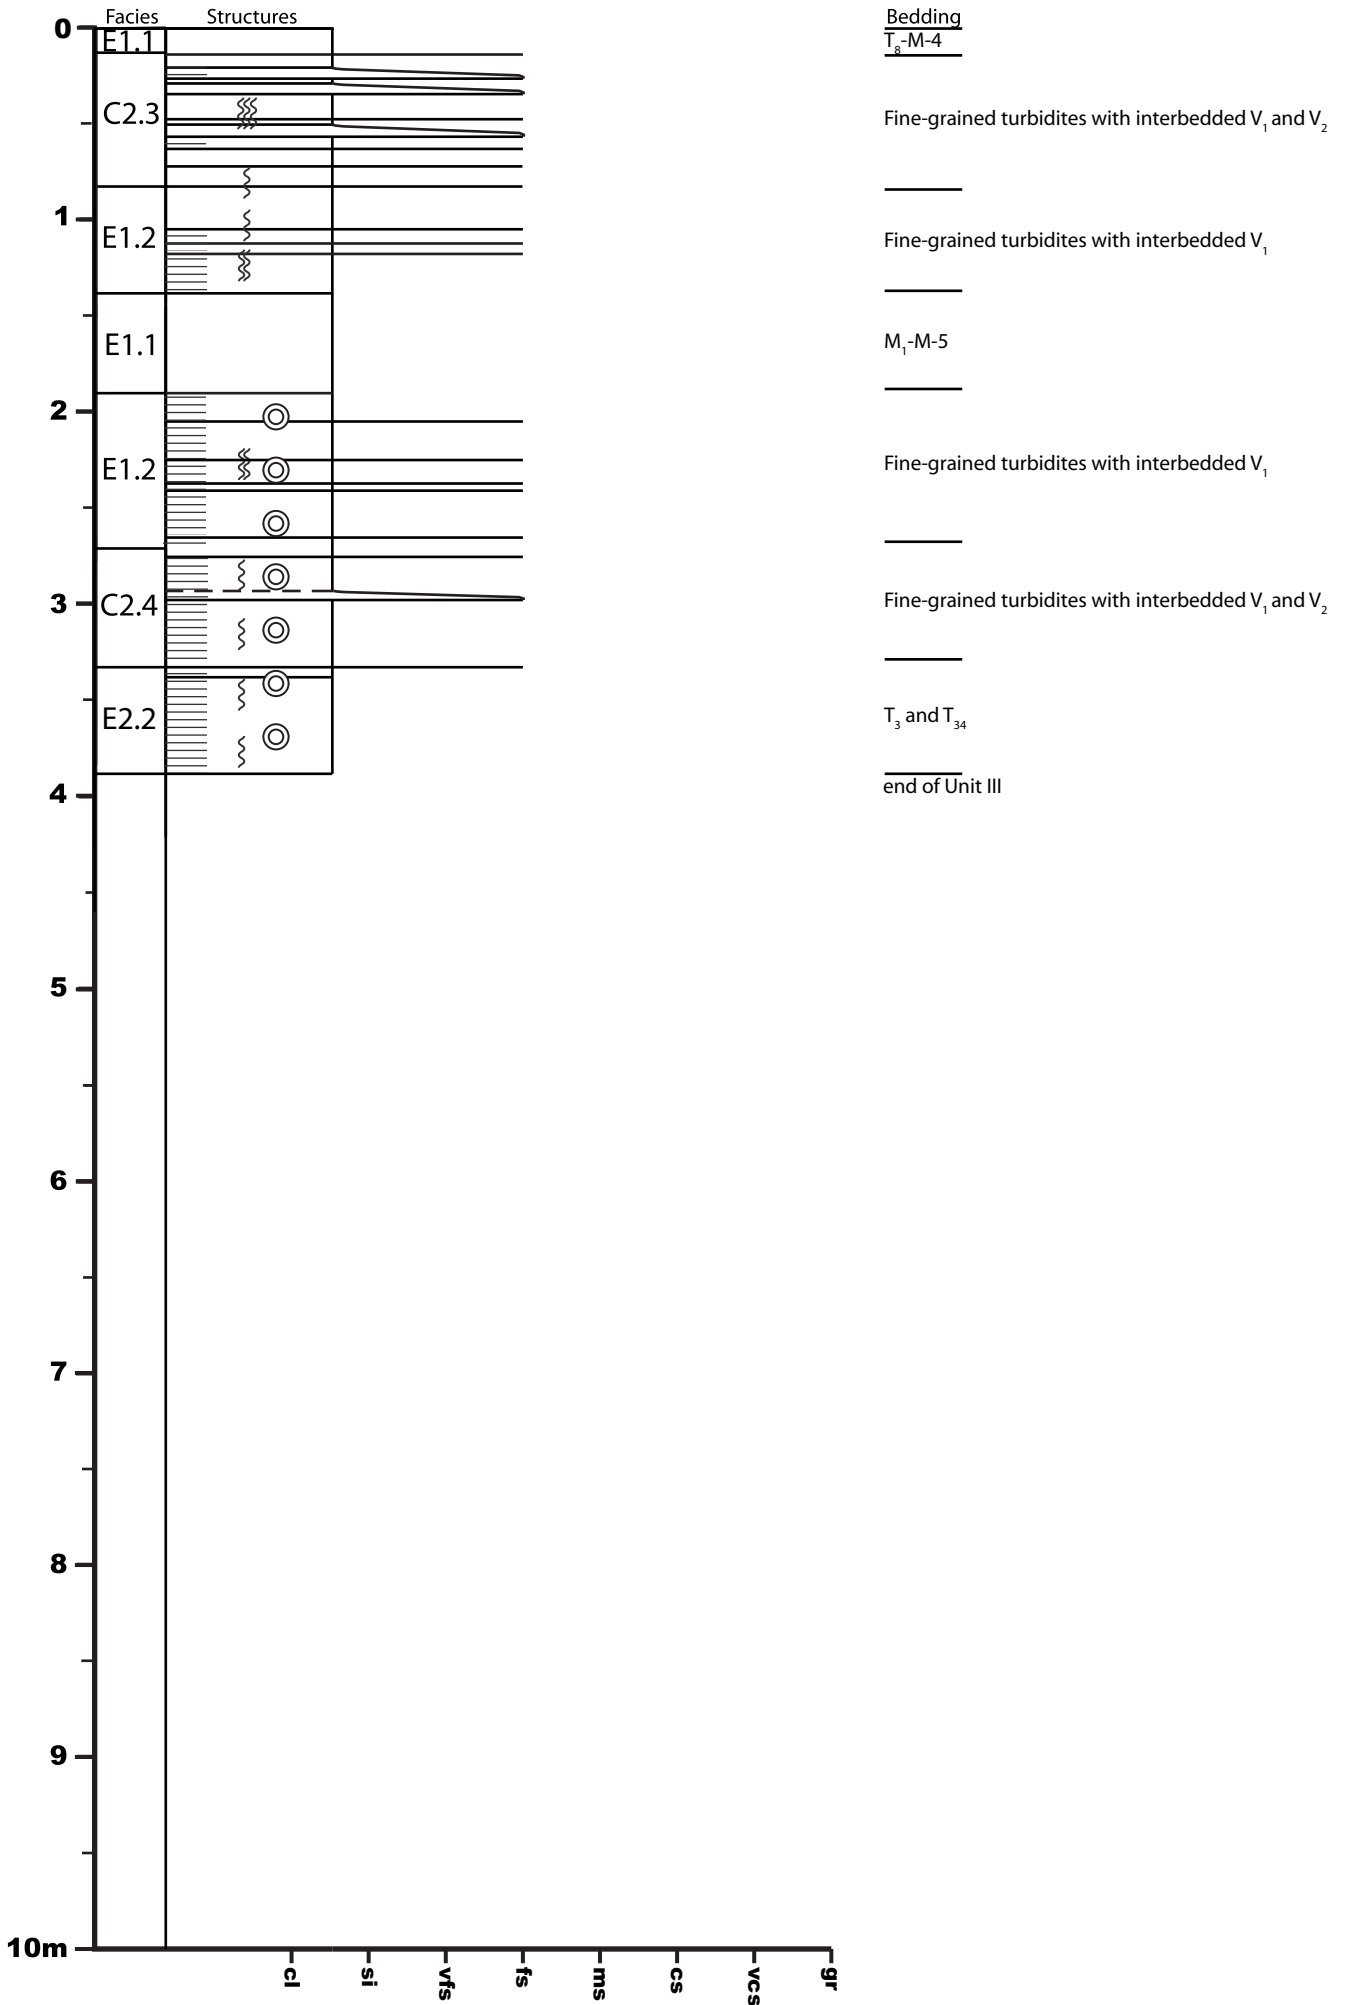 Facies Structures Bedding
0
E1.1 T₈-M-4
C2.3 Fine-grained turbidites with interbedded V₁ and V₂
1
E1.2 Fine-grained turbidites with interbedded V₁
E1.1 M₁-M-5
2
E1.2 Fine-grained turbidites with interbedded V₁
3
C2.4 Fine-grained turbidites with interbedded V₁ and V₂
E2.2 T₃ and T₃₄
4 end of Unit III
5
6
7
8
9
10m
cl si vfs fs ms cs vcs gr